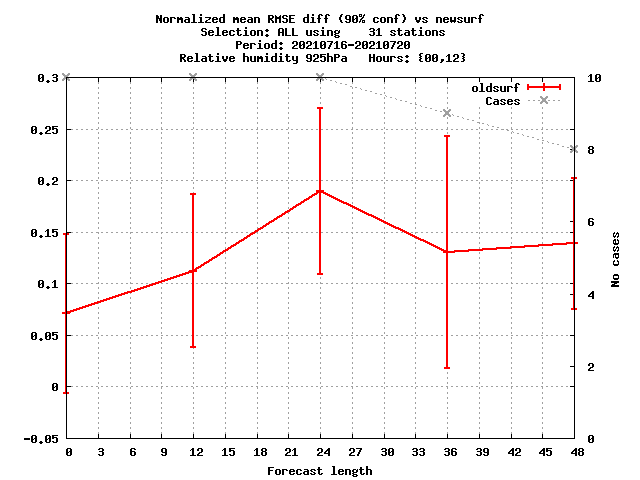 Normalized mean RMSE diff (90% conf) vs newsurf
Selection: ALL using    31 stations
Period: 20210716-20210720
Relative humidity 925hPa   Hours: {00,12}
oldsurf
Cases
0.3
0.25
0.2
0.15
0.1
0.05
0
-0.05
10
8
6
4
2
0
No cases
0 3 6 9 12 15 18 21 24 27 30 33 36 39 42 45 48
Forecast length